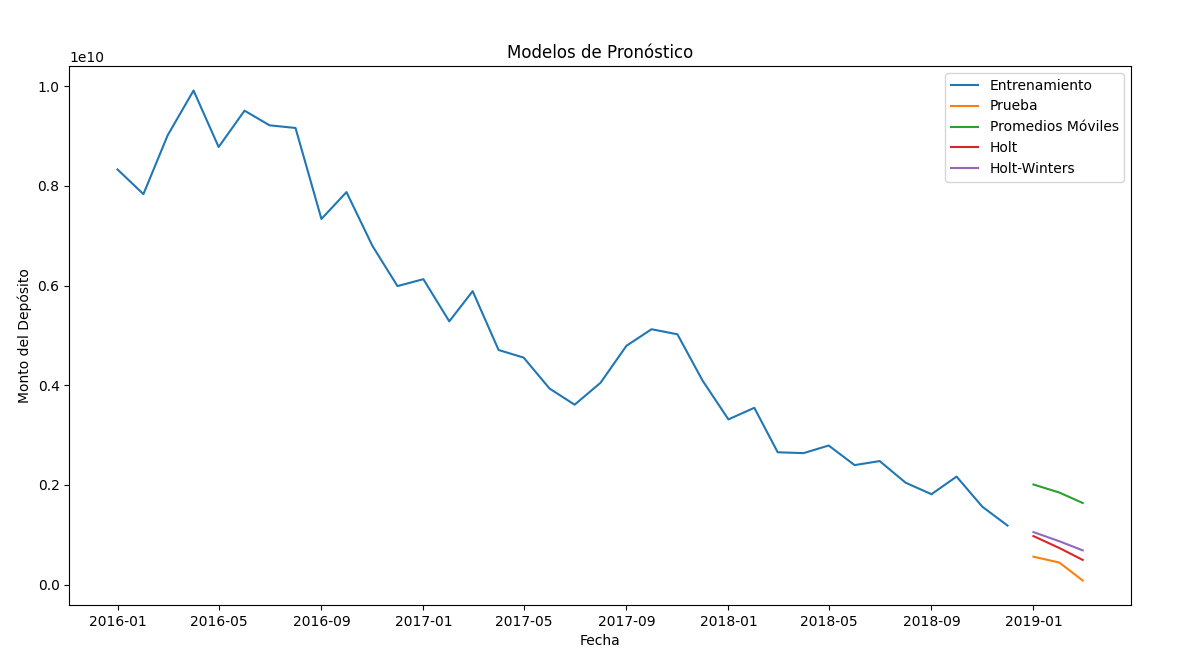 Modelos de Pronóstico
1e10
1.0
0.8
0.6
0.4
0.2
0.0
Monto del Depósito
Entrenamiento
Prueba
Promedios Móviles
Holt
Holt-Winters
2016-01 2016-05 2016-09 2017-01 2017-05 2017-09 2018-01 2018-05 2018-09 2019-01
Fecha